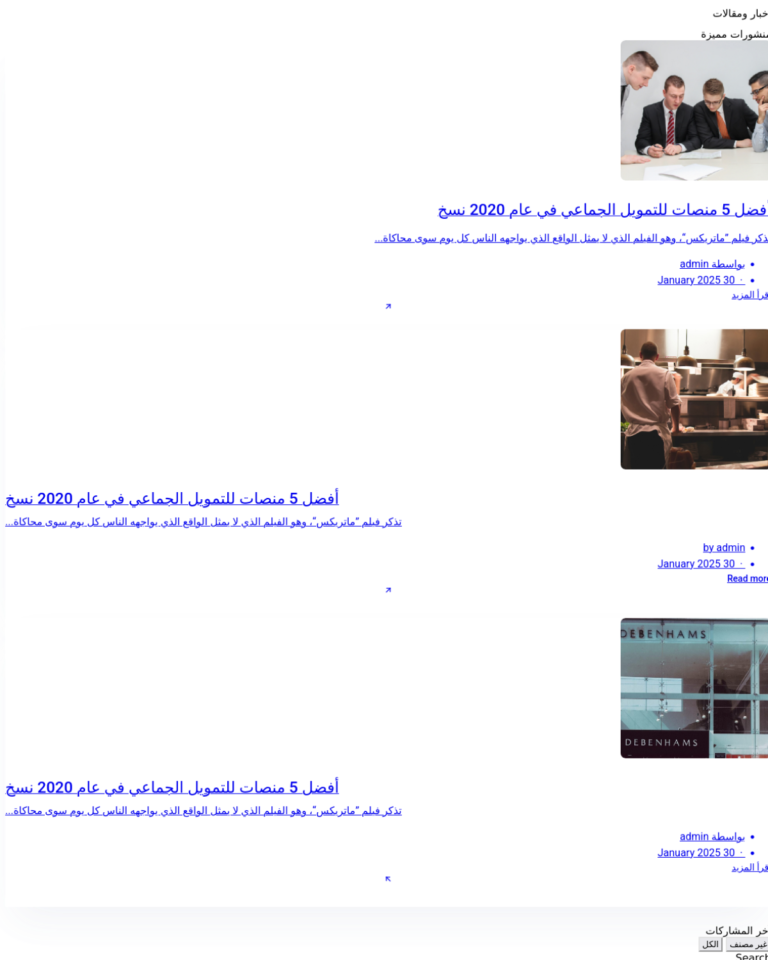 خبار ومقالات
منشورات مميزة
أفضل 5 منصات للتمويل الجماعي في عام 2020 نسخ
تذكر فيلم “ماتريكس”، وهو الفيلم الذي لا يمثل الواقع الذي يواجهه الناس كل يوم سوى محاكاة...
بواسطة admin
· 30 January 2025
قرأ المزيد
أفضل 5 منصات للتمويل الجماعي في عام 2020 نسخ
تذكر فيلم “ماتريكس”، وهو الفيلم الذي لا يمثل الواقع الذي يواجهه الناس كل يوم سوى محاكاة...
by admin
· 30 January 2025
Read more
DEBENHAMS
DEBENHAMS
أفضل 5 منصات للتمويل الجماعي في عام 2020 نسخ
تذكر فيلم “ماتريكس”، وهو الفيلم الذي لا يمثل الواقع الذي يواجهه الناس كل يوم سوى محاكاة...
بواسطة admin
· 30 January 2025
قرأ المزيد
خر المشاركات
غير مصنف الكل
Search